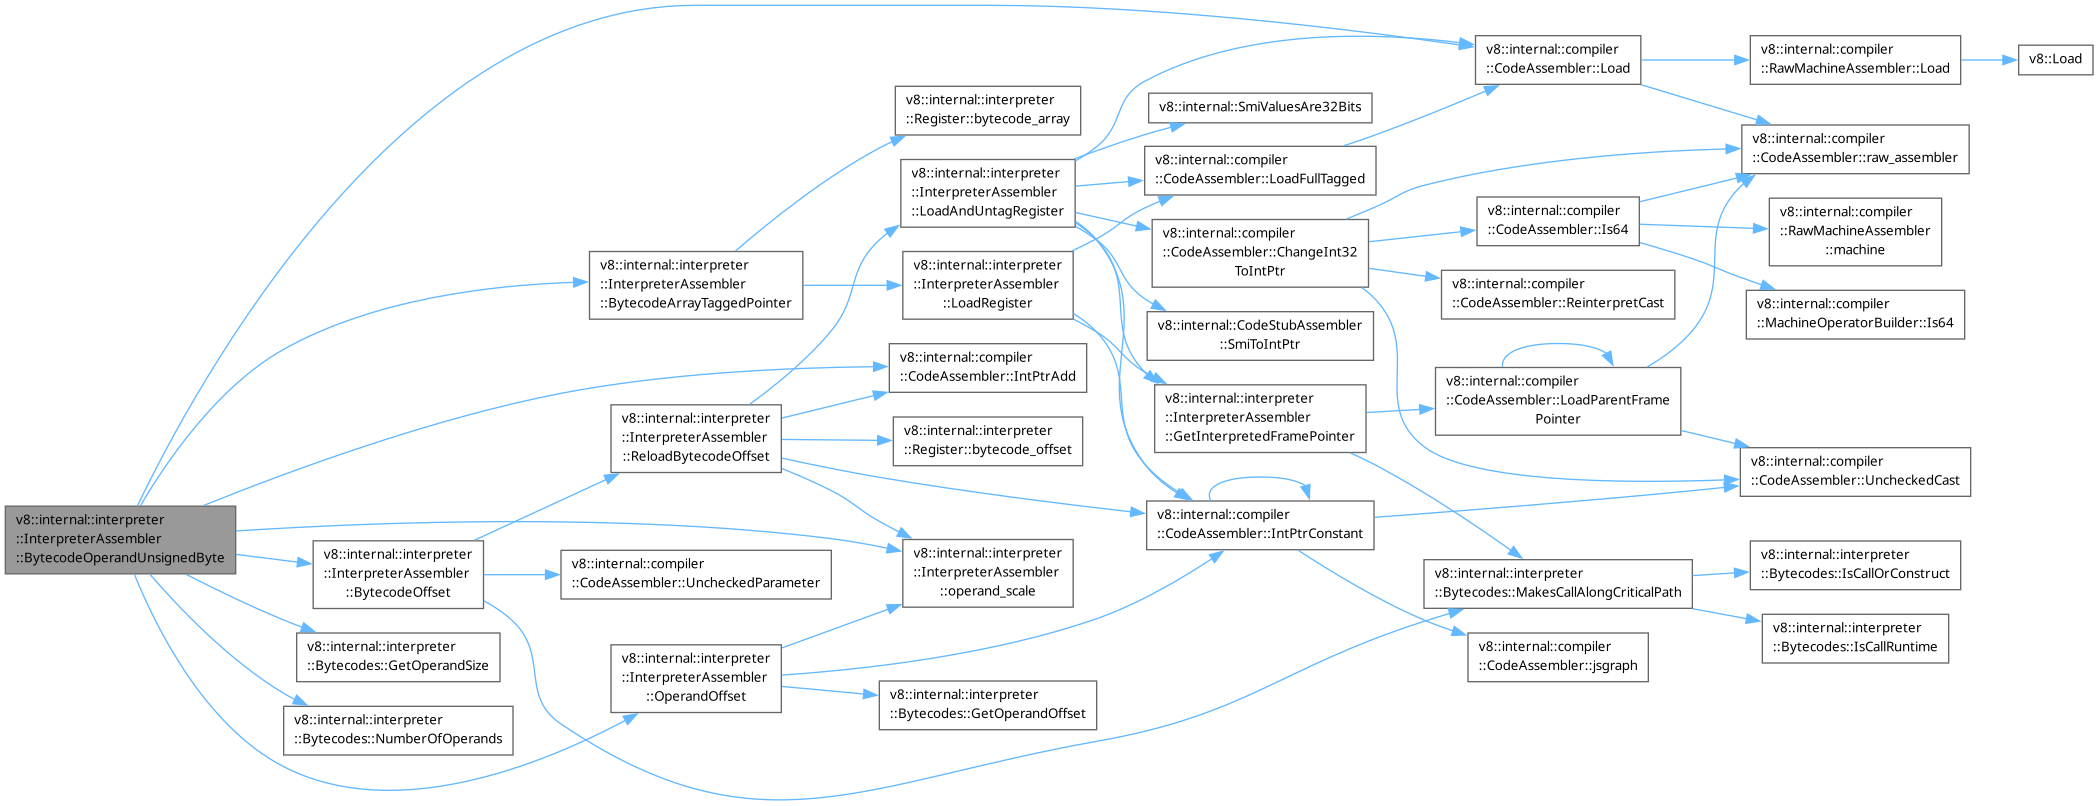 v8::internal::interpreter
::InterpreterAssembler
::BytecodeOperandUnsignedByte
v8::internal::interpreter
::InterpreterAssembler
::BytecodeArrayTaggedPointer
v8::internal::interpreter
::InterpreterAssembler
::BytecodeOffset
v8::internal::interpreter
::Bytecodes::GetOperandSize
v8::internal::interpreter
::Bytecodes::NumberOfOperands
v8::internal::interpreter
::InterpreterAssembler
::ReloadBytecodeOffset
v8::internal::compiler
::CodeAssembler::UncheckedParameter
v8::internal::interpreter
::InterpreterAssembler
::OperandOffset
v8::internal::interpreter
::Register::bytecode_array
v8::internal::interpreter
::InterpreterAssembler
::LoadAndUntagRegister
v8::internal::interpreter
::InterpreterAssembler
::LoadRegister
v8::internal::compiler
::CodeAssembler::IntPtrAdd
v8::internal::interpreter
::Register::bytecode_offset
v8::internal::interpreter
::InterpreterAssembler
::operand_scale
v8::internal::interpreter
::Bytecodes::GetOperandOffset
v8::internal::SmiValuesAre32Bits
v8::internal::compiler
::CodeAssembler::LoadFullTagged
v8::internal::compiler
::CodeAssembler::ChangeInt32
ToIntPtr
v8::internal::CodeStubAssembler
::SmiToIntPtr
v8::internal::interpreter
::InterpreterAssembler
::GetInterpretedFramePointer
v8::internal::compiler
::CodeAssembler::IntPtrConstant
v8::internal::compiler
::CodeAssembler::Load
v8::internal::compiler
::CodeAssembler::Is64
v8::internal::compiler
::CodeAssembler::ReinterpretCast
v8::internal::compiler
::CodeAssembler::LoadParentFrame
Pointer
v8::internal::interpreter
::Bytecodes::MakesCallAlongCriticalPath
v8::internal::compiler
::CodeAssembler::jsgraph
v8::internal::compiler
::RawMachineAssembler::Load
v8::internal::compiler
::CodeAssembler::raw_assembler
v8::internal::compiler
::RawMachineAssembler
::machine
v8::internal::compiler
::MachineOperatorBuilder::Is64
v8::internal::compiler
::CodeAssembler::UncheckedCast
v8::internal::interpreter
::Bytecodes::IsCallOrConstruct
v8::internal::interpreter
::Bytecodes::IsCallRuntime
v8::Load